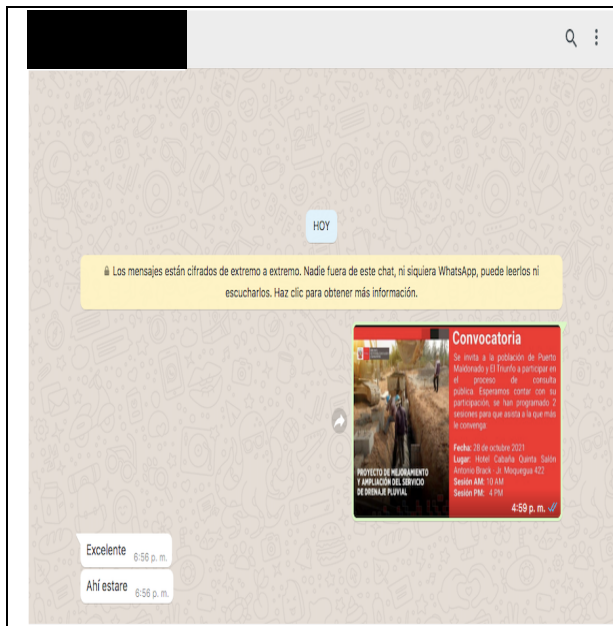 HOY
Los mensajes están cifrados de extremo a extremo. Nadie fuera de este chat, ni siquiera WhatsApp, puede leerlos ni
escucharlos. Haz clic para obtener más información.
Convocatoria
Se invita a la población de Puerto
Maldonado y El Triunfo a participar en
el proceso de consulta
pública. Esperamos contar con su
participación, se han programado 2
sesiones para que asista a la que más
le convenga
Fecha: 28 de octubre 2021
Lugar: Hotel Cabaña Quinta Salón
Antonio Brack - Jr. Moquegua 422
Sesión AM: 10 AM
Sesión PM: 4 PM
PROYECTO DE MEJORAMIENTO
Y AMPLIACIÓN DEL SERVICIO
DE DRENAJE PLUVIAL
4:59 p. m.
Excelente 6:56 p. m.
Ahí estare 6:56 p. m.